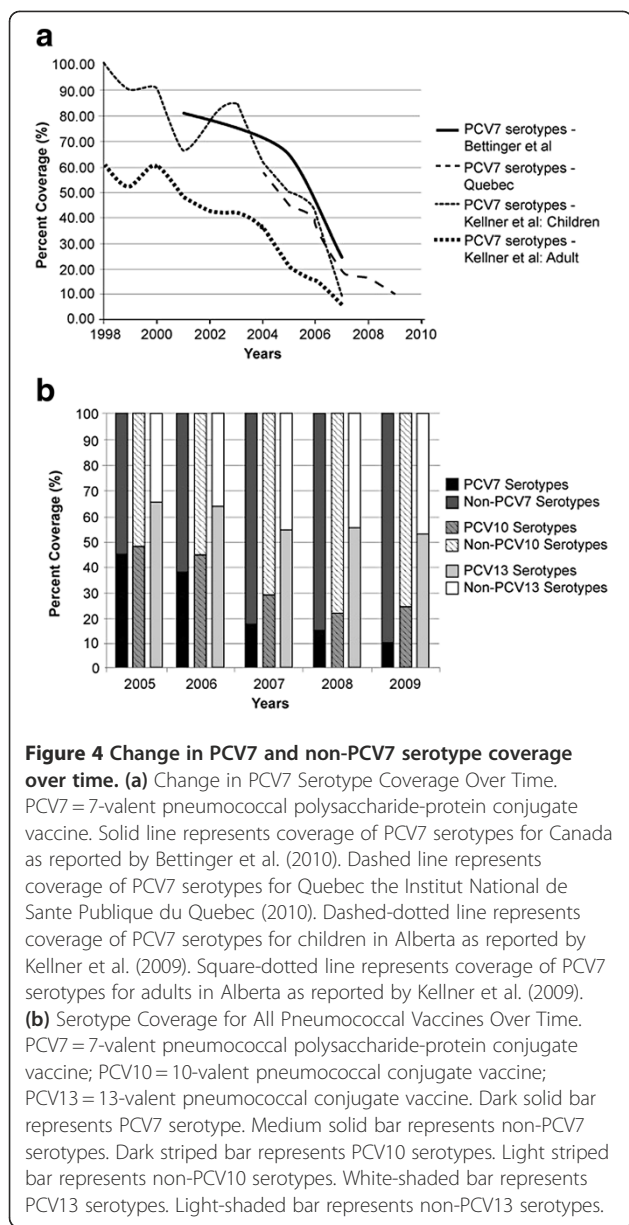 a
100.00
90.00
80.00
70.00
60.00
50.00
40.00
30.00
20.00
10.00
0.00
Percent Coverage (%)
1998 2000 2002 2004 2006 2008 2010
Years
PCV7 serotypes -
Bettinger et al
PCV7 serotypes -
Quebec
PCV7 serotypes -
Kellner et al: Children
PCV7 serotypes -
Kellner et al: Adult
b
100
90
80
70
60
50
40
30
20
10
0
Percent Coverage (%)
2005 2006 2007 2008 2009
Years
PCV7 Serotypes
Non-PCV7 Serotypes
PCV10 Serotypes
Non-PCV10 Serotypes
PCV13 Serotypes
Non-PCV13 Serotypes
Figure 4 Change in PCV7 and non-PCV7 serotype coverage
over time. (a) Change in PCV7 Serotype Coverage Over Time.
PCV7 = 7-valent pneumococcal polysaccharide-protein conjugate
vaccine. Solid line represents coverage of PCV7 serotypes for Canada
as reported by Bettinger et al. (2010). Dashed line represents
coverage of PCV7 serotypes for Quebec the Institut National de
Sante Publique du Quebec (2010). Dashed-dotted line represents
coverage of PCV7 serotypes for children in Alberta as reported by
Kellner et al. (2009). Square-dotted line represents coverage of PCV7
serotypes for adults in Alberta as reported by Kellner et al. (2009).
(b) Serotype Coverage for All Pneumococcal Vaccines Over Time.
PCV7 = 7-valent pneumococcal polysaccharide-protein conjugate
vaccine; PCV10 = 10-valent pneumococcal conjugate vaccine;
PCV13 = 13-valent pneumococcal conjugate vaccine. Dark solid bar
represents PCV7 serotype. Medium solid bar represents non-PCV7
serotypes. Dark striped bar represents PCV10 serotypes. Light striped
bar represents non-PCV10 serotypes. White-shaded bar represents
PCV13 serotypes. Light-shaded bar represents non-PCV13 serotypes.